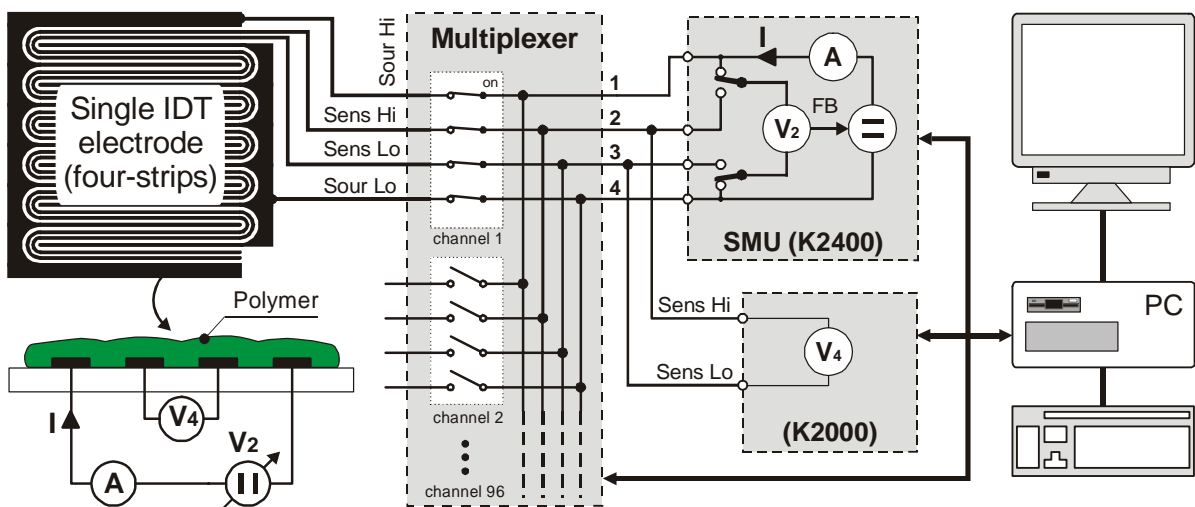 Single IDT
electrode
(four-strips)
Sour Hi
Sens Hi
Sens Lo
Sour Lo
Multiplexer
on
channel 1
channel 2
channel 96
1
2
3
4
I
A
V2
FB
=
SMU (K2400)
Sens Hi
Sens Lo
V4
(K2000)
PC
Polymer
I
V4
V2
A